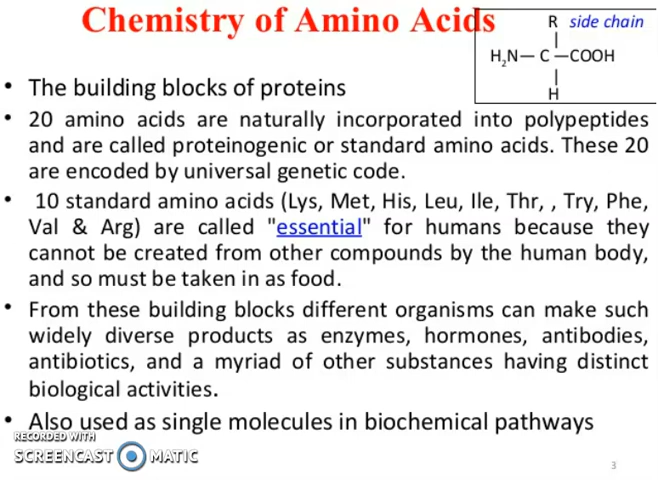 Chemistry of Amino Acids
R side chain
H₂N— C —COOH
H
• The building blocks of proteins
• 20 amino acids are naturally incorporated into polypeptides
and are called proteinogenic or standard amino acids. These 20
are encoded by universal genetic code.
• 10 standard amino acids (Lys, Met, His, Leu, Ile, Thr, , Try, Phe,
Val & Arg) are called "essential" for humans because they
cannot be created from other compounds by the human body,
and so must be taken in as food.
• From these building blocks different organisms can make such
widely diverse products as enzymes, hormones, antibodies,
antibiotics, and a myriad of other substances having distinct
biological activities.
• Also used as single molecules in biochemical pathways
RECORDED WITH
SCREENCAST MATIC
3